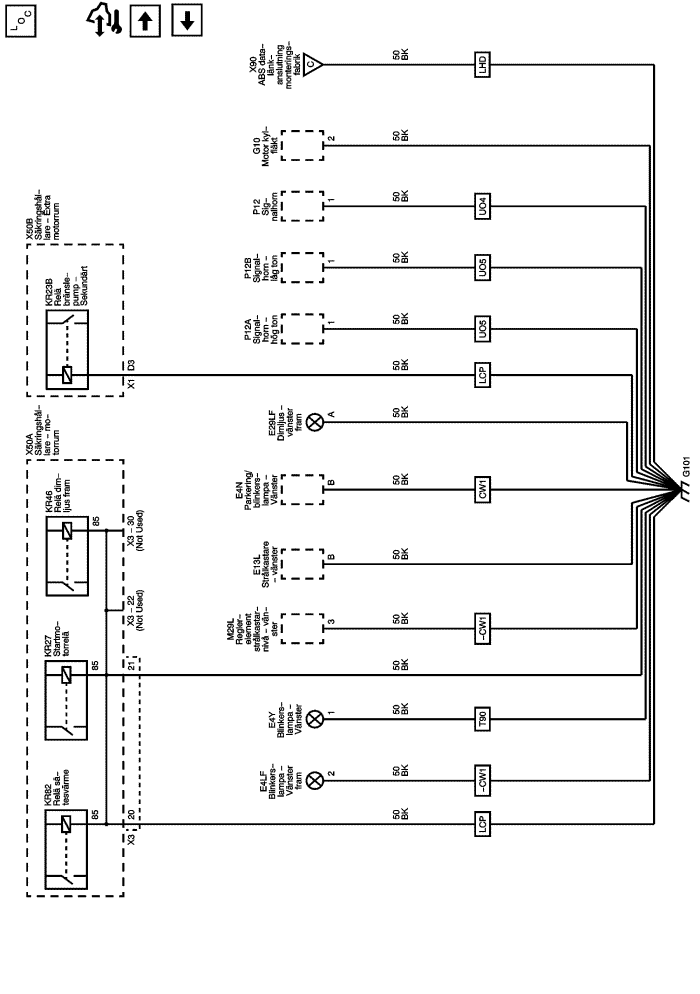 LOC
X90
ABS data–
länk–
anslutning
monterings–
fabrik
C
50
BK
LHD
G10
Motor kyl–
fläkt
2
50
BK
P12
Sig–
nalhorn
1
50
BK
UO4
P12B
Signal–
horn –
låg ton
1
50
BK
UO5
P12A
Signal–
horn –
hög ton
1
50
BK
UO5
X50B
Säkringshål–
lare – Extra
motorrum
KR23B
Relä
bränsle–
pump –
Sekundärt
D3
X1
50
BK
LCP
E29LF
Dimljus –
vänster
fram
A
50
BK
X50A
Säkringshål–
lare – mo–
torrum
KR46
Relä dim–
ljus fram
85
X3 – 30
(Not Used)
E4N
Parkering/
blinkers–
lampa –
Vänster
B
50
BK
CW1
G101
E13L
Strålkastare
– vänster
B
50
BK
X3 – 22
(Not Used)
M29L
Regler–
element
strålkastar–
nivå – vän–
ster
3
50
BK
–CW1
KR27
Startmo–
torrelä
85
21
50
BK
E4Y
Blinkers–
lampa –
Vänster
1
50
BK
T90
E4LF
Blinkers–
lampa –
Vänster
fram
2
50
BK
–CW1
KR82
Relä sä–
tesvärme
85
20
X3
50
BK
LCP